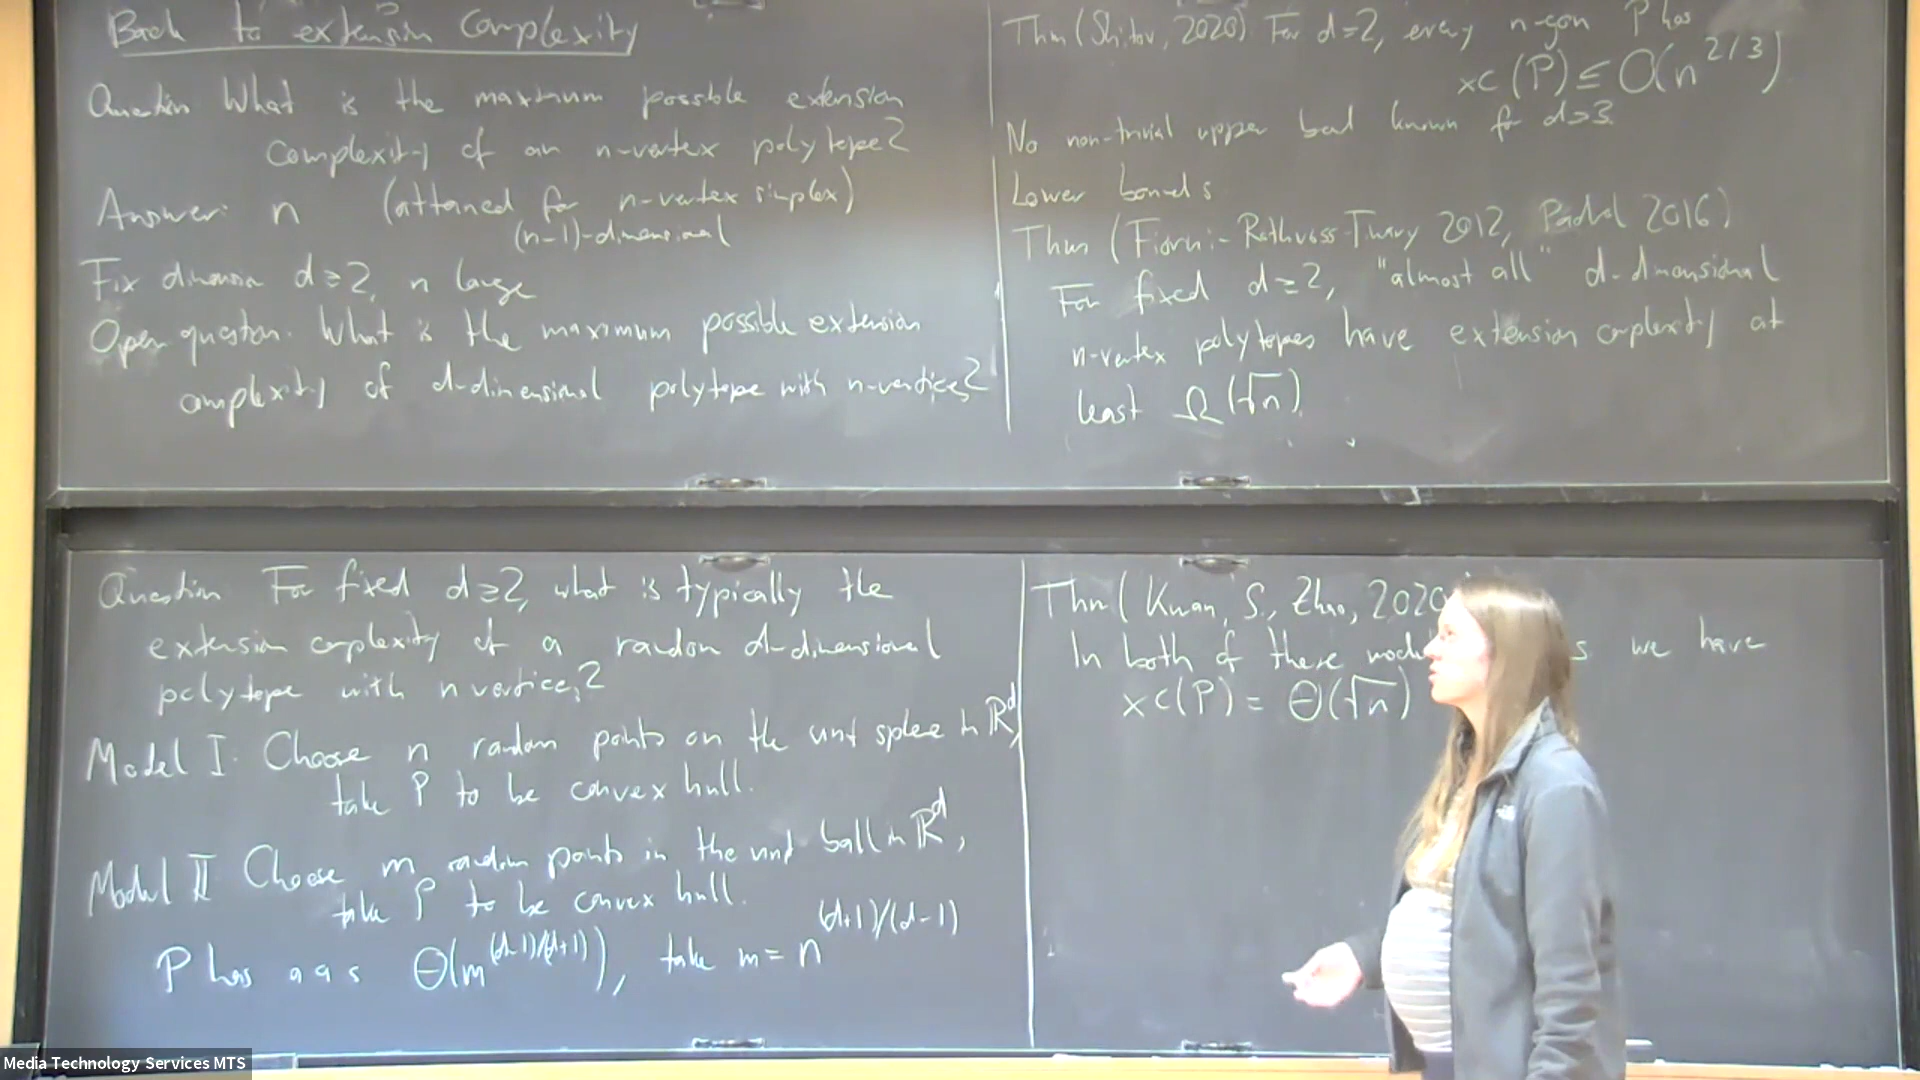 Back to extension complexity
Question What is the maximum possible extension
complexity of an n-vertex polytope?
Answer: n (attained for n-vertex simplex)
(n-1)-dimensional
Fix dimension d≥2, n large
Open question. What is the maximum possible extension
complexity of d-dimensional polytope with n-vertices?
Thm (Shitov, 2020) For d=2, every n-gon P has
xc(P) ≤ O(n^{2/3})
No non-trivial upper bad known for d≥3.
Lower bounds
Thm (Fiorini-Rothvoss-Tiwary 2012, Padrol 2016)
For fixed d≥2, "almost all" d-dimensional
n-vertex polytopes have extension complexity at
least Ω(√n).
Question For fixed d≥2, what is typically the
extension complexity of a random d-dimensional
polytope with n vertices?
Model I. Choose n random points on the unit sphere in ℝ^d,
take P to be convex hull.
Model II Choose m random points in the unit ball in ℝ^d,
take P to be convex hull.
P has a a s Θ(m^{(d-1)/(d+1)}), take m = n^{(d+1)/(d-1)}
Thm (Kwan, S., Zhao, 2020
In both of these s we have
xc(P) = Θ(√n)
Media Technology Services MTS